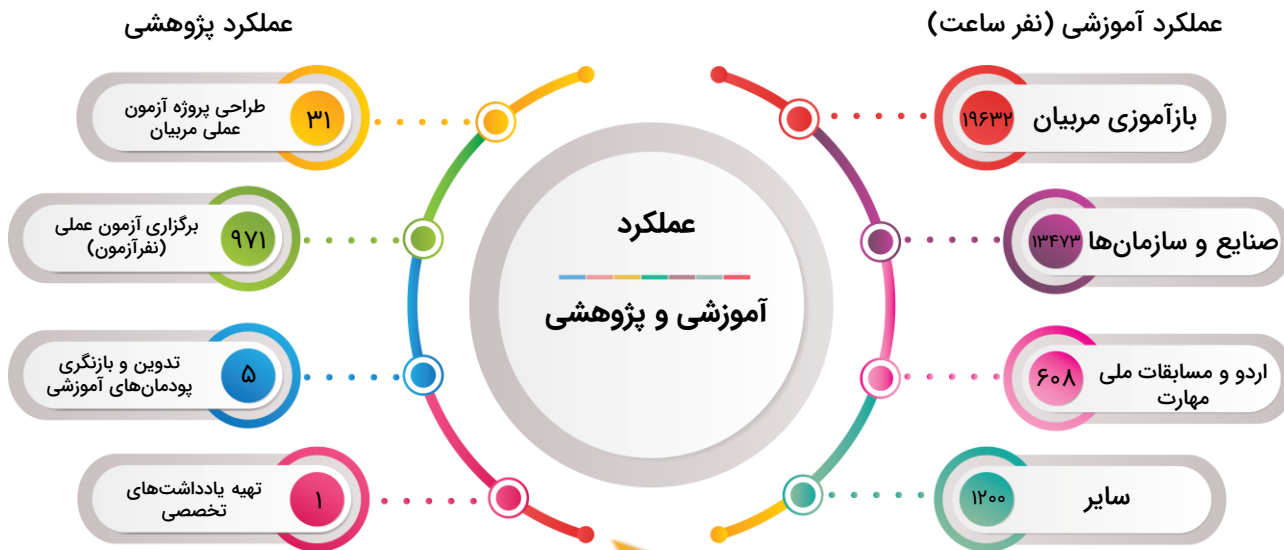 عملکرد آموزشی (نفر ساعت)
۱۹۶۳۲
بازآموزی مربیان
۱۳۴۷۳
صنایع و سازمان‌ها
۶۰۸
اردو و مسابقات ملی
مهارت
۱۲۰۰
سایر
عملکرد
آموزشی و پژوهشی
عملکرد پژوهشی
۳۱
طراحی پروژه آزمون
عملی مربیان
۹۷۱
برگزاری آزمون عملی
(نفرآزمون)
۵
تدوین و بازنگری
پودمان‌های آموزشی
۱
تهیه یادداشت‌های
تخصصی